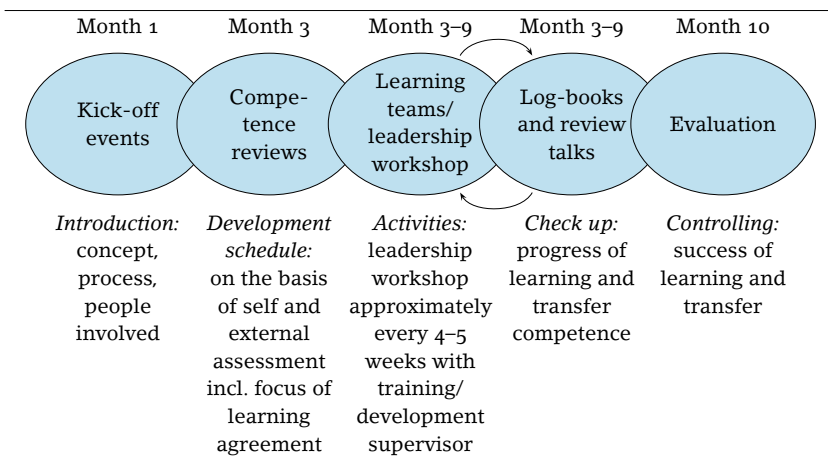 Month 1
Month 3
Month 3–9
Month 3–9
Month 10
Kick-off
events
Compe-
tence
reviews
Learning
teams/
leadership
workshop
Log-books
and review
talks
Evaluation
Introduction:
concept,
process,
people
involved
Development
schedule:
on the basis
of self and
external
assessment
incl. focus of
learning
agreement
Activities:
leadership
workshop
approximately
every 4–5
weeks with
training/
development
supervisor
Check up:
progress of
learning and
transfer
competence
Controlling:
success of
learning and
transfer